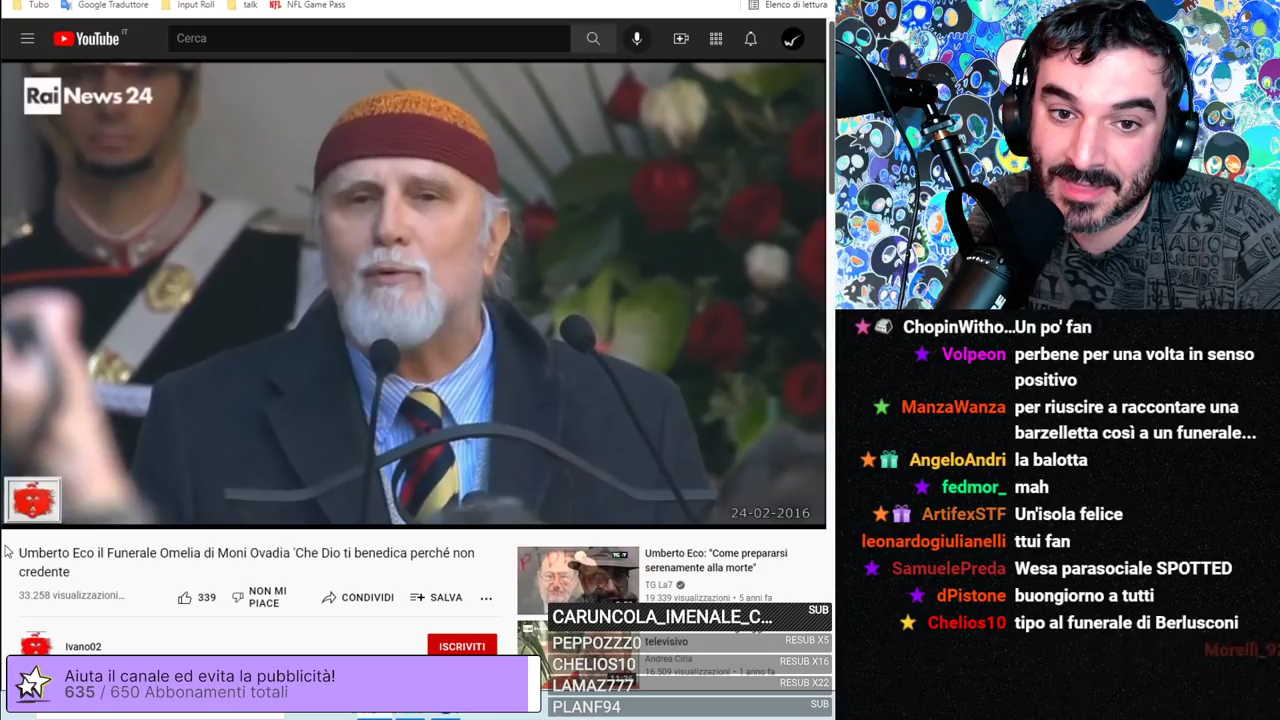 Tubo
Google Traduttore
Input Roll
talk
NFL Game Pass
Elenco di lettura
YouTube IT
Cerca
Rai News 24
24-02-2016
Umberto Eco il Funerale Omelia di Moni Ovadia 'Che Dio ti benedica perché non
credente
33.258 visualizzazioni...
339
NON MI
PIACE
CONDIVIDI
SALVA
Ivano02
ISCRIVITI
Umberto Eco: "Come prepararsi
serenamente alla morte"
TG La7
19.339 visualizzazioni • 5 anni fa
televisivo
Andrea Cirla
16.509 visualizzazioni • 1 anno fa
CARUNCOLA_IMENALE_C... SUB
PEPPOZZZ0 RESUB X5
CHELIOS10 RESUB X16
LAMAZ777 RESUB X22
PLANF94 SUB
Aiuta il canale ed evita la pubblicità!
635 / 650 Abbonamenti totali
ChopinWitho... Un po' fan
Volpeon perbene per una volta in senso
positivo
ManzaWanza per riuscire a raccontare una
barzelletta così a un funerale...
AngeloAndri la balotta
fedmor_ mah
ArtifexSTF Un'isola felice
leonardogiulianelli ttui fan
SamuelePreda Wesa parasociale SPOTTED
dPistone buongiorno a tutti
Chelios10 tipo al funerale di Berlusconi